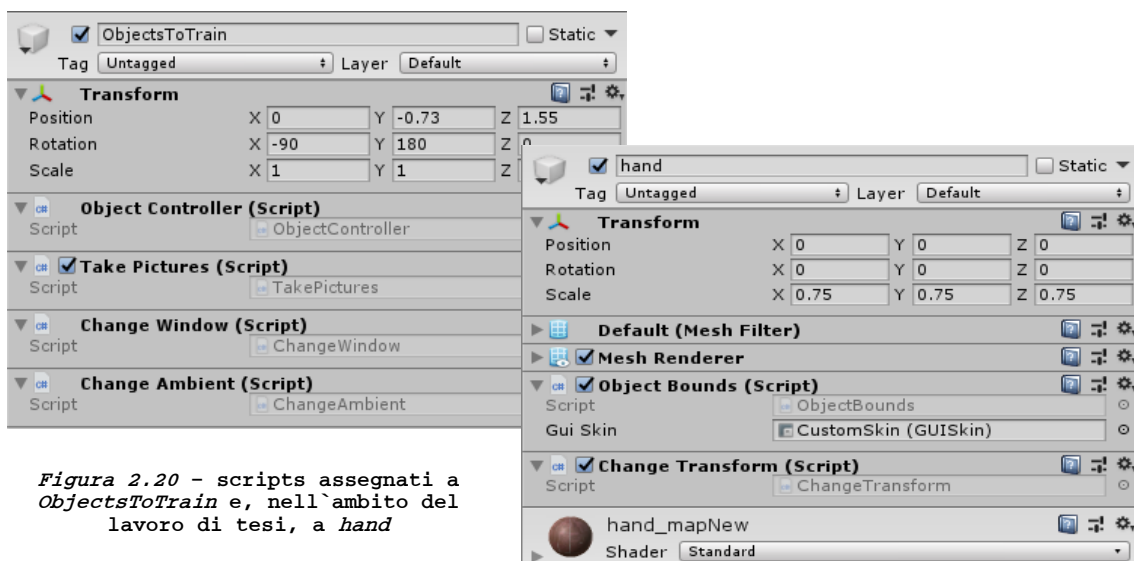 ObjectsToTrain
Static
Tag Untagged Layer Default
Transform
Position X 0 Y -0.73 Z 1.55
Rotation X -90 Y 180 Z 0
Scale X 1 Y 1 Z
Object Controller (Script)
Script ObjectController
Take Pictures (Script)
Script TakePictures
Change Window (Script)
Script ChangeWindow
Change Ambient (Script)
Script ChangeAmbient
hand
Static
Tag Untagged Layer Default
Transform
Position X 0 Y 0 Z 0
Rotation X 0 Y 0 Z 0
Scale X 0.75 Y 0.75 Z 0.75
Default (Mesh Filter)
Mesh Renderer
Object Bounds (Script)
Script ObjectBounds
Gui Skin CustomSkin (GUISkin)
Change Transform (Script)
Script ChangeTransform
hand_mapNew
Shader Standard
Figura 2.20 – scripts assegnati a
ObjectsToTrain e, nell`ambito del
lavoro di tesi, a hand